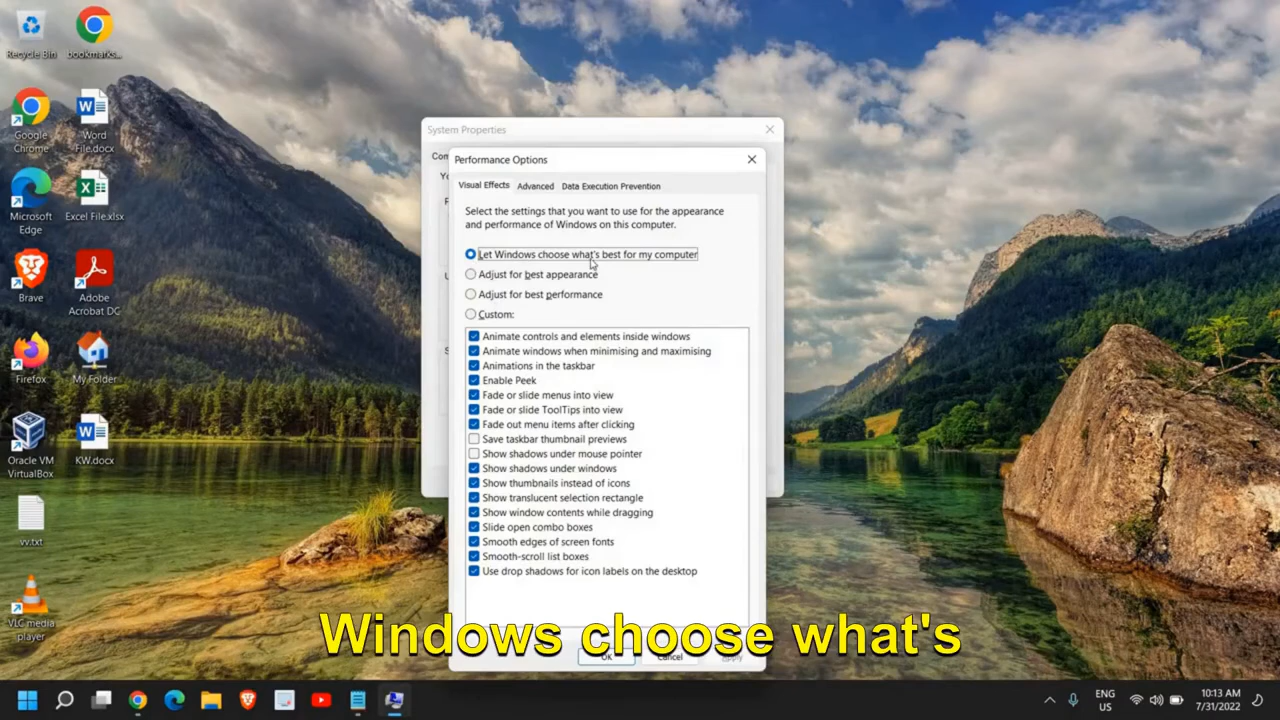 Recycle Bin
bookmarks...
Google
Chrome
Word
File.docx
Microsoft
Edge
Excel File.xlsx
Brave
Adobe
Acrobat DC
Firefox
My Folder
Oracle VM
VirtualBox
KW.docx
vv.txt
VLC media
player
System Properties
Performance Options
Visual Effects
Advanced
Data Execution Prevention
Select the settings that you want to use for the appearance
and performance of Windows on this computer.
Let Windows choose what's best for my computer
Adjust for best appearance
Adjust for best performance
Custom:
Animate controls and elements inside windows
Animate windows when minimising and maximising
Animations in the taskbar
Enable Peek
Fade or slide menus into view
Fade or slide ToolTips into view
Fade out menu items after clicking
Save taskbar thumbnail previews
Show shadows under mouse pointer
Show shadows under windows
Show thumbnails instead of icons
Show translucent selection rectangle
Show window contents while dragging
Slide open combo boxes
Smooth edges of screen fonts
Smooth-scroll list boxes
Use drop shadows for icon labels on the desktop
Windows choose what's
OK
Cancel
Apply
ENG
US
10:13 AM
7/31/2022